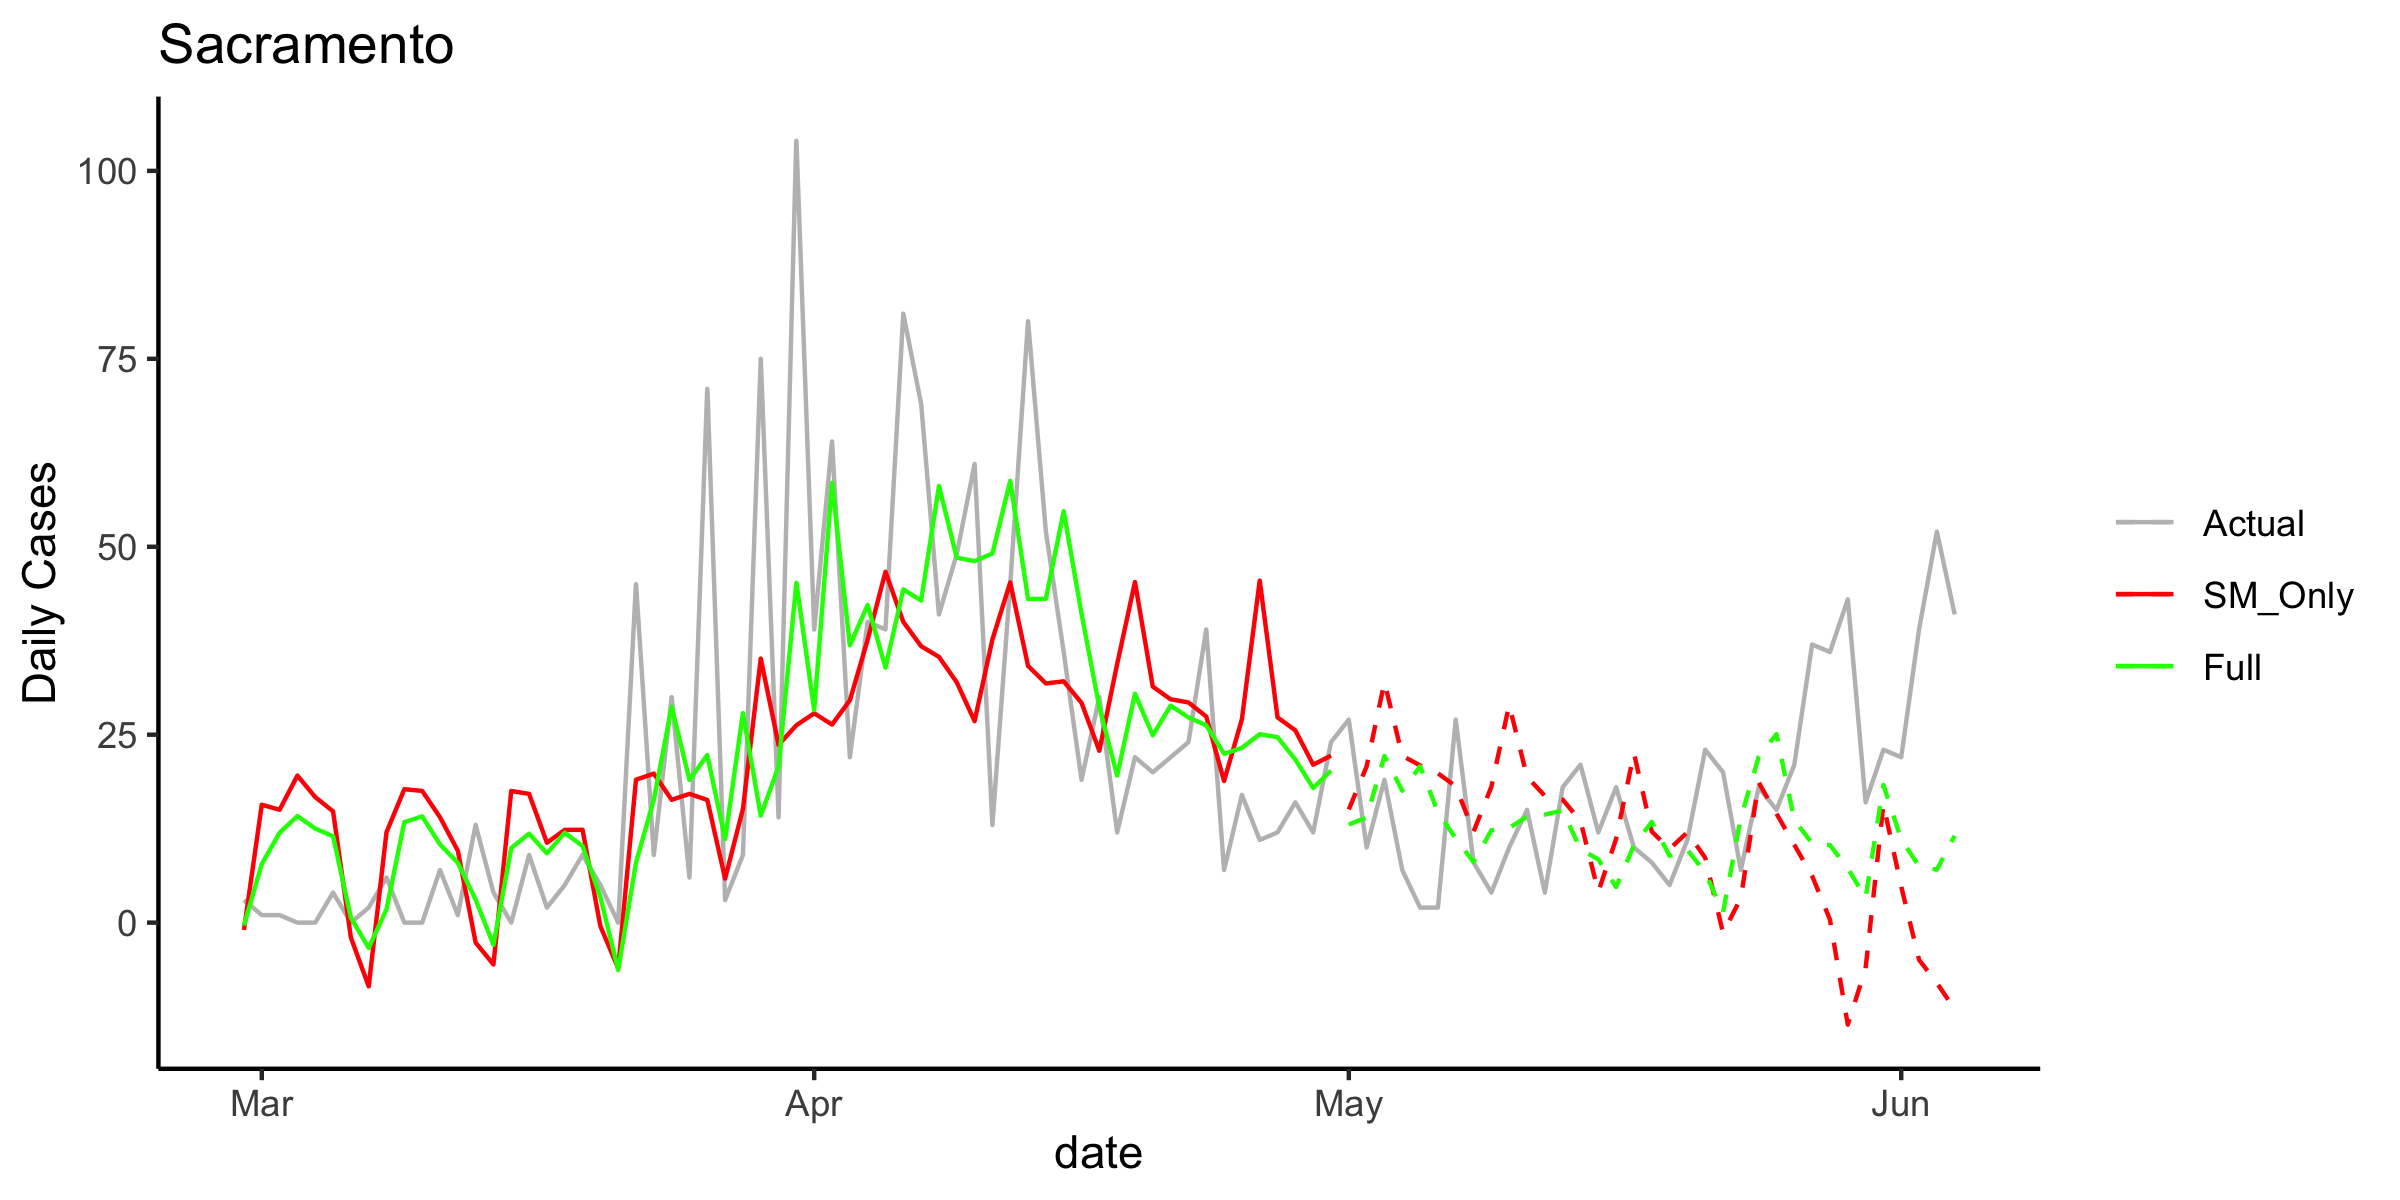 Sacramento
Daily Cases
100
75
50
25
0
Mar
Apr
May
Jun
date
Actual
SM_Only
Full